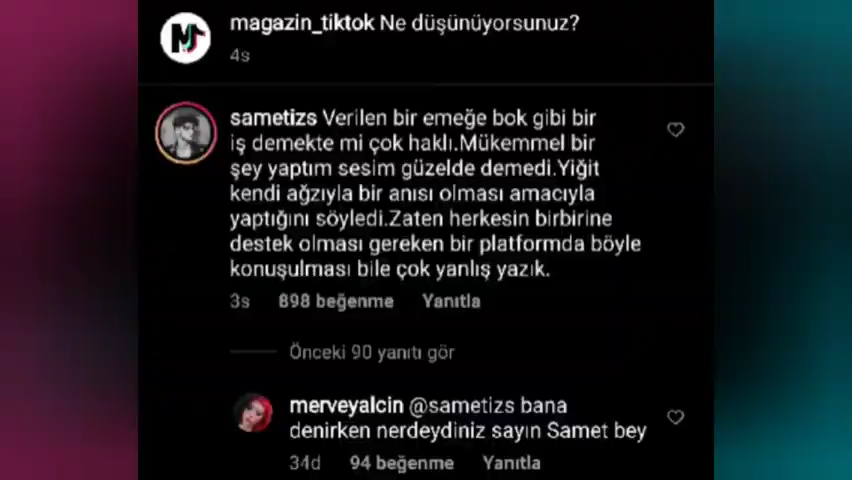 magazin_tiktok Ne düşünüyorsunuz?
4s
sametizs Verilen bir emeğe bok gibi bir
iş demekte mi çok haklı.Mükemmel bir
şey yaptım sesim güzelde demedi.Yiğit
kendi ağzıyla bir anısı olması amacıyla
yaptığını söyledi.Zaten herkesin birbirine
destek olması gereken bir platformda böyle
konuşulması bile çok yanlış yazık.
3s 898 beğenme Yanıtla
Önceki 90 yanıtı gör
merveyalcin @sametizs bana
denirken nerdeydiniz sayın Samet bey
34d 94 beğenme Yanıtla